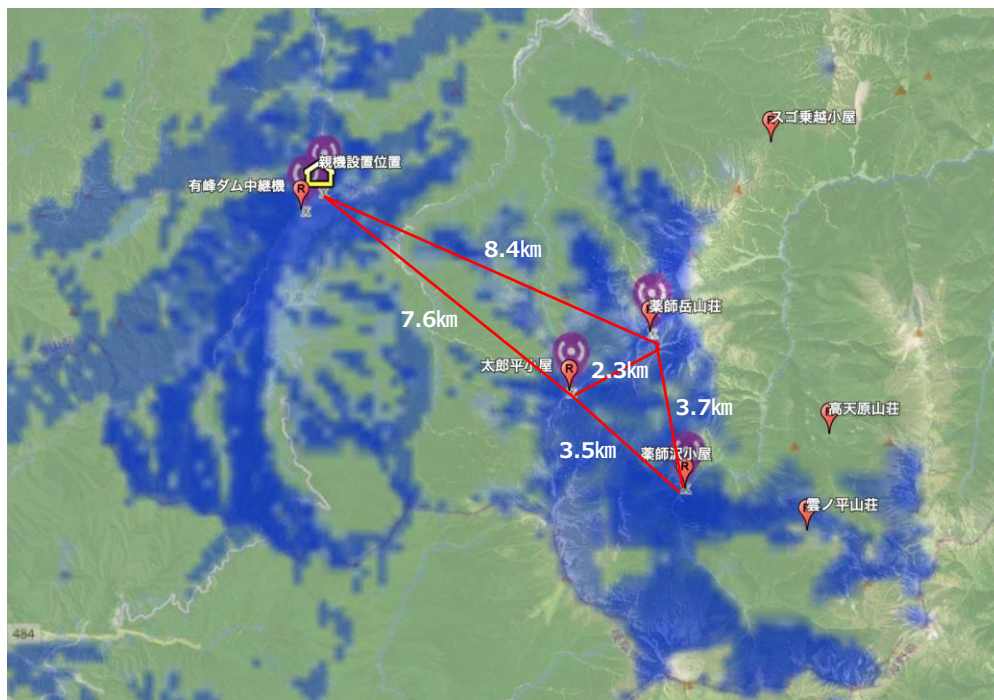 スゴ乗越小屋
親機設置位置
有峰ダム中継機
R
8.4km
薬師岳山荘
7.6km
太郎平小屋
R
2.3km
3.7km
高天原山荘
3.5km
薬師沢小屋
R
雲ノ平山荘
484